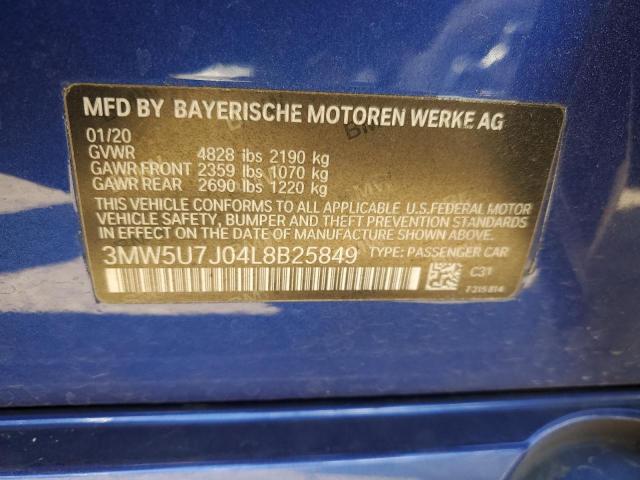 MFD BY BAYERISCHE MOTOREN WERKE AG
01/20
GVWR 4828 lbs 2190 kg
GAWR FRONT 2359 lbs 1070 kg
GAWR REAR 2690 lbs 1220 kg
THIS VEHICLE CONFORMS TO ALL APPLICABLE U.S.FEDERAL MOTOR
VEHICLE SAFETY, BUMPER AND THEFT PREVENTION STANDARDS
IN EFFECT ON THE DATE OF MANUFACTURE SHOWN ABOVE.
3MW5U7J04L8B25849 TYPE: PASSENGER CAR
C31
7315814